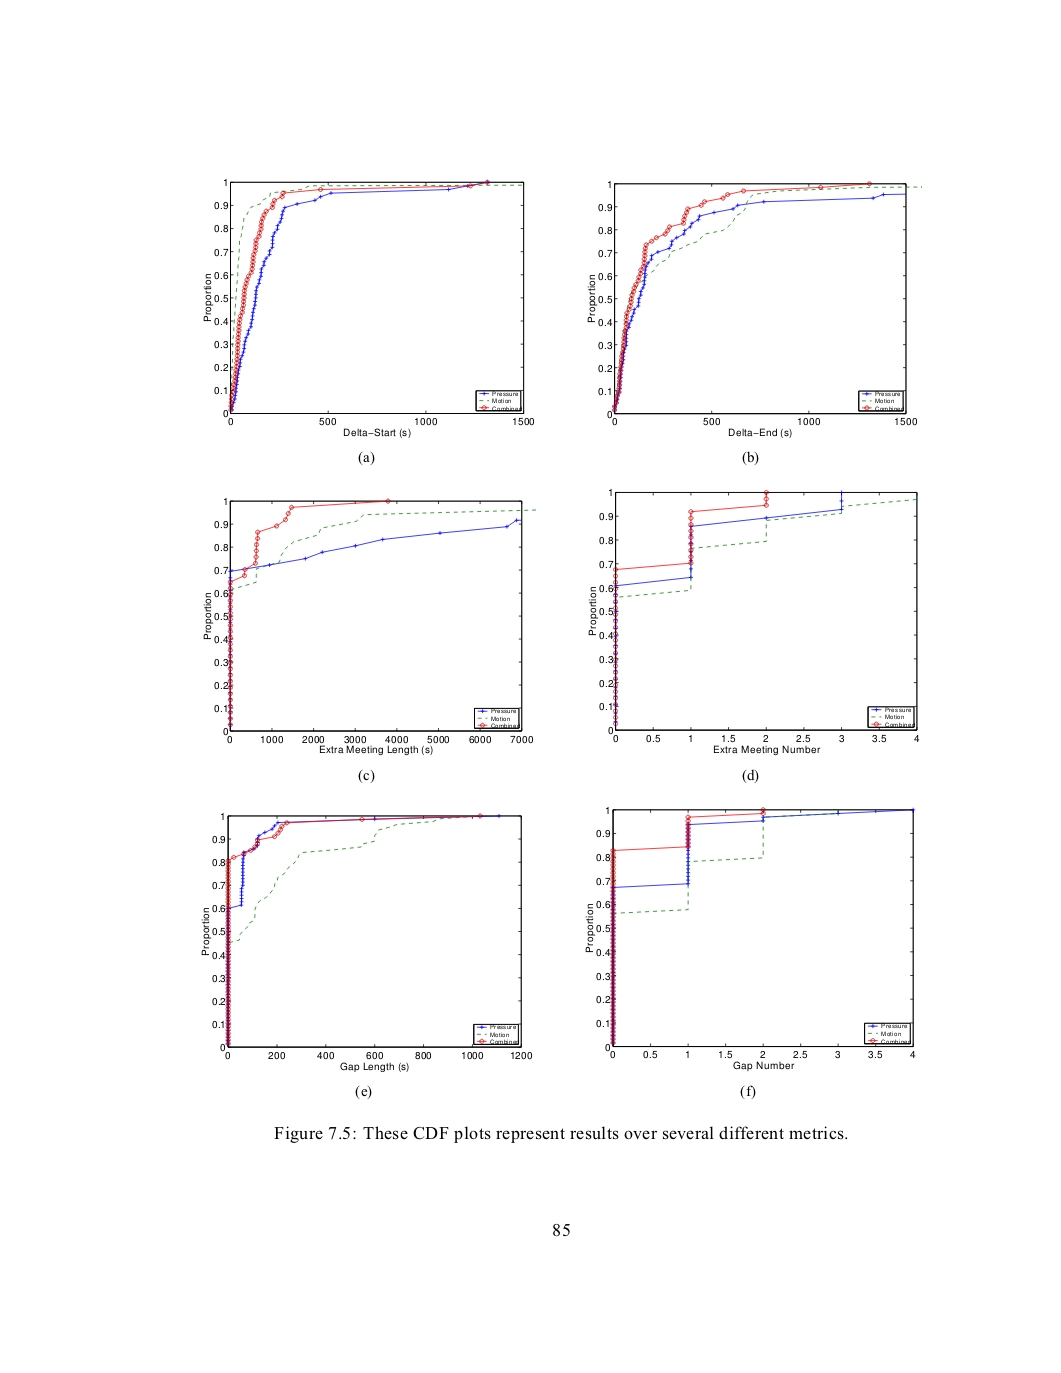 1
0.9
0.8
0.7
0.6
0.5
0.4
0.3
0.2
0.1
0
Proportion
0 500 1000 1500
Delta−Start (s)
Pressure
Motion
Combined
(a)
1
0.9
0.8
0.7
0.6
0.5
0.4
0.3
0.2
0.1
0
Proportion
0 500 1000 1500
Delta−End (s)
Pressure
Motion
Combined
(b)
1
0.9
0.8
0.7
0.6
0.5
0.4
0.3
0.2
0.1
0
Proportion
0 1000 2000 3000 4000 5000 6000 7000
Extra Meeting Length (s)
Pressure
Motion
Combined
(c)
1
0.9
0.8
0.7
0.6
0.5
0.4
0.3
0.2
0.1
0
Proportion
0 0.5 1 1.5 2 2.5 3 3.5 4
Extra Meeting Number
Pressure
Motion
Combined
(d)
1
0.9
0.8
0.7
0.6
0.5
0.4
0.3
0.2
0.1
0
Proportion
0 200 400 600 800 1000 1200
Gap Length (s)
Pressure
Motion
Combined
(e)
1
0.9
0.8
0.7
0.6
0.5
0.4
0.3
0.2
0.1
0
Proportion
0 0.5 1 1.5 2 2.5 3 3.5 4
Gap Number
Pressure
Motion
Combined
(f)
Figure 7.5: These CDF plots represent results over several different metrics.
85